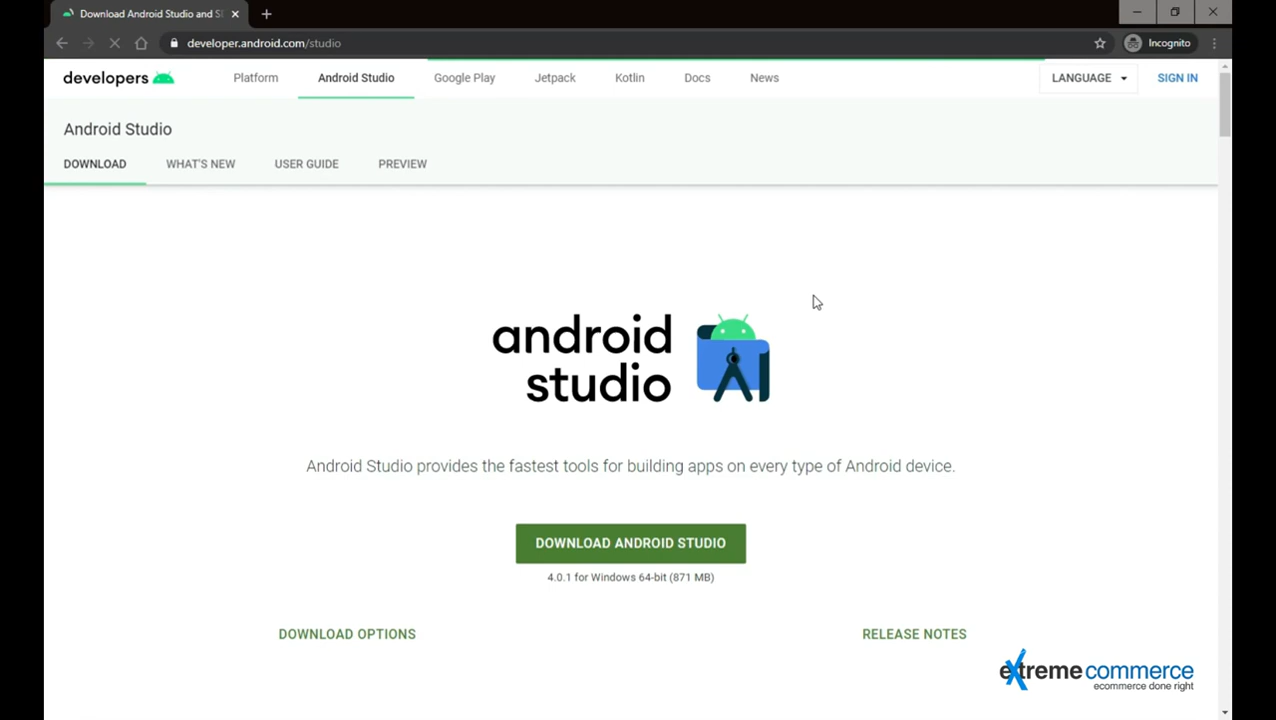 Download Android Studio and S
developer.android.com/studio
Incognito
developers
Platform
Android Studio
Google Play
Jetpack
Kotlin
Docs
News
LANGUAGE
SIGN IN
Android Studio
DOWNLOAD
WHAT'S NEW
USER GUIDE
PREVIEW
android
studio
Android Studio provides the fastest tools for building apps on every type of Android device.
DOWNLOAD ANDROID STUDIO
4.0.1 for Windows 64-bit (871 MB)
DOWNLOAD OPTIONS
RELEASE NOTES
extreme commerce
ecommerce done right